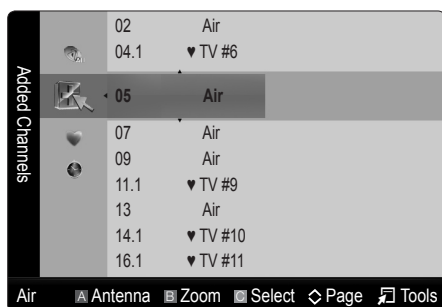 Added Channels
02 Air
04.1 ♥ TV #6
05 Air
07 Air
09 Air
11.1 ♥ TV #9
13 Air
14.1 ♥ TV #10
16.1 ♥ TV #11
Air A Antenna B Zoom C Select Page Tools